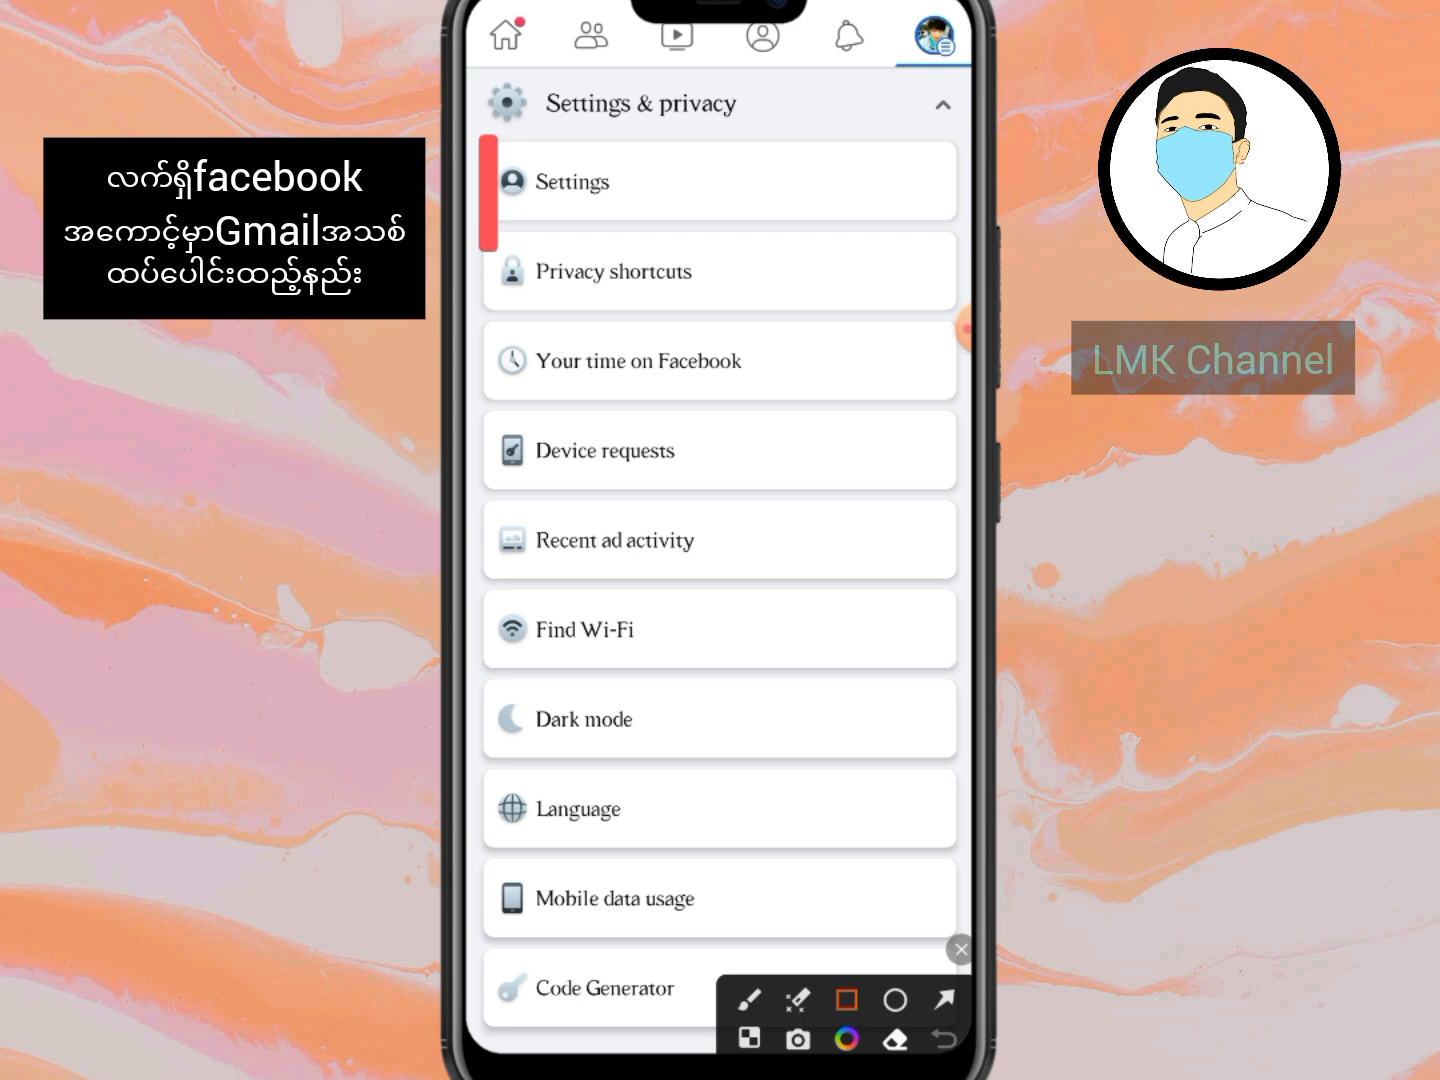 လက်ရှိfacebook
အကောင့်မှာGmailအသစ်
ထပ်ပေါင်းထည့်နည်း
Settings & privacy
Settings
Privacy shortcuts
Your time on Facebook
Device requests
Recent ad activity
Find Wi-Fi
Dark mode
Language
Mobile data usage
Code Generator
LMK Channel